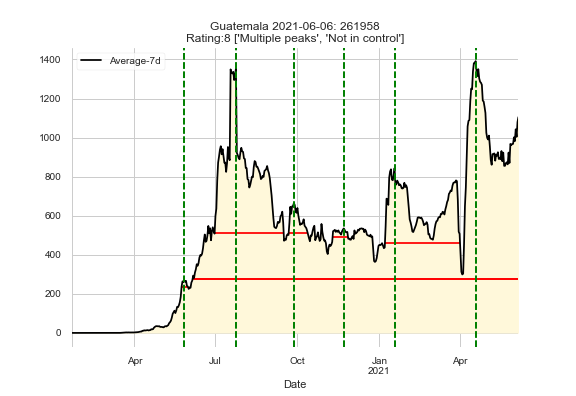 Guatemala 2021-06-06: 261958
Rating:8 ['Multiple peaks', 'Not in control']
Average-7d
1400
1200
1000
800
600
400
200
0
Apr
Jul
Oct
Jan
2021
Apr
Date